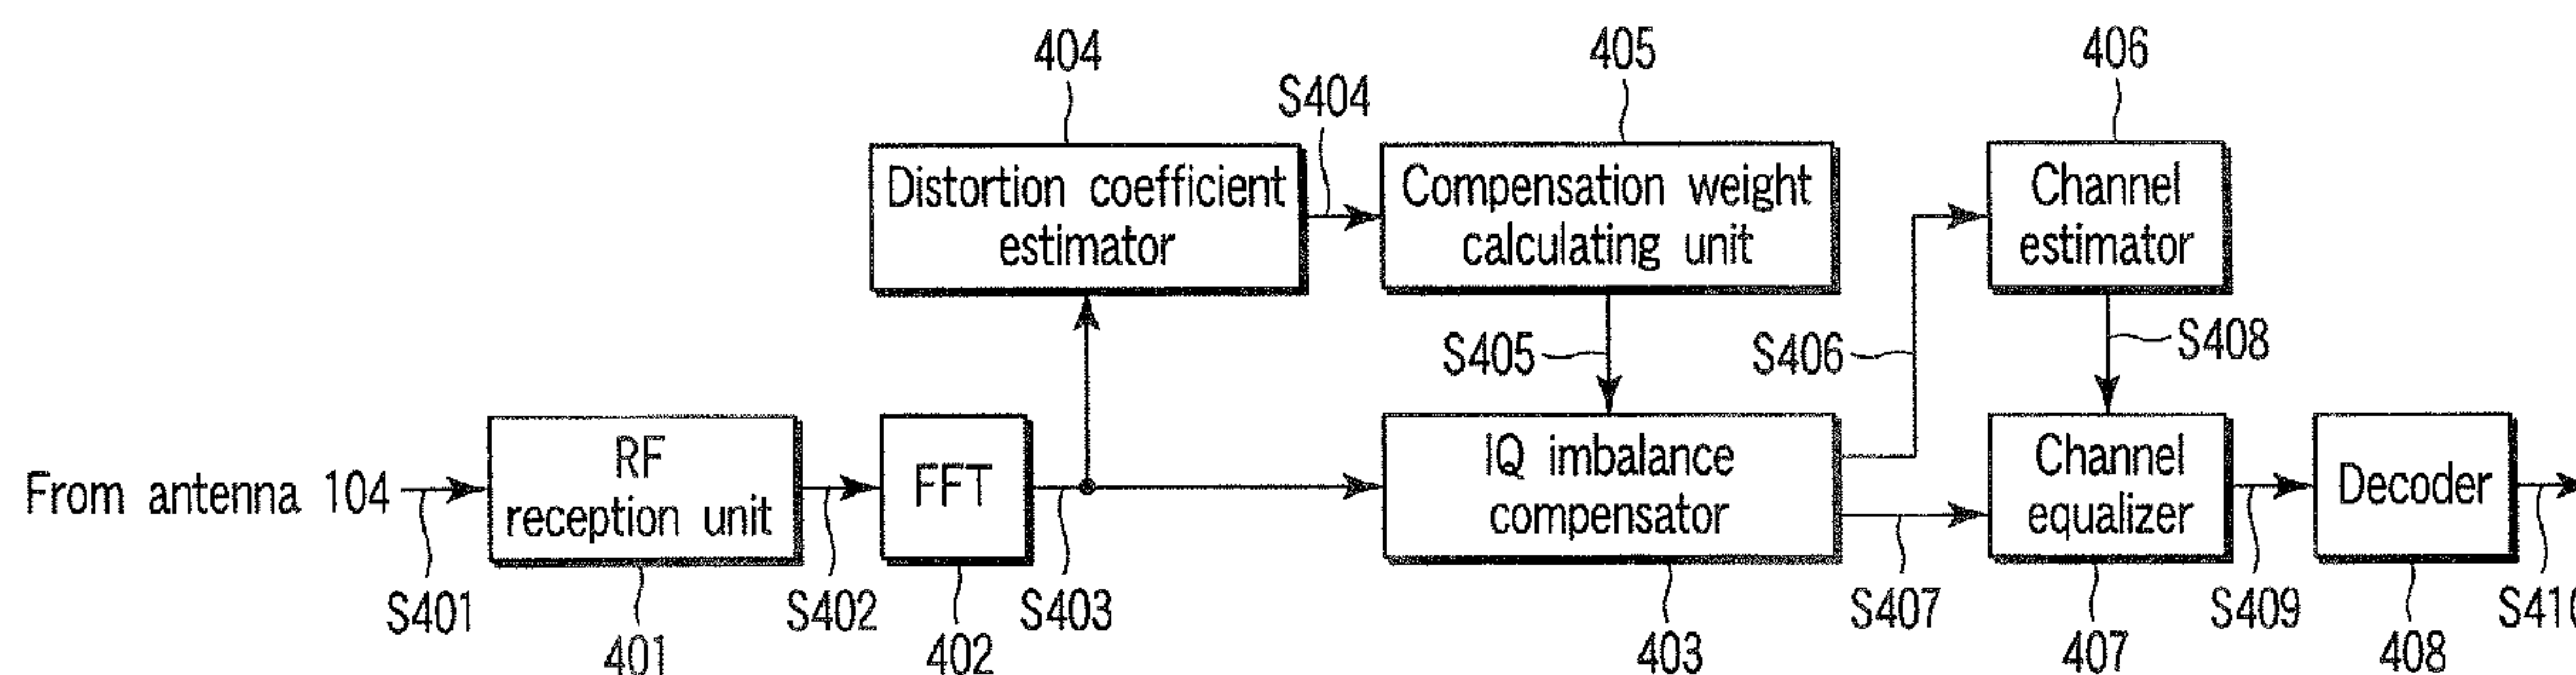 404
405
406
S404
Distortion coefficient
estimator
Compensation weight
calculating unit
Channel
estimator
S405
S406
S408
From antenna 104
RF
reception unit
FFT
IQ imbalance
compensator
Channel
equalizer
Decoder
S401
401
S402
402
S403
403
S407
407
S409
408
S410